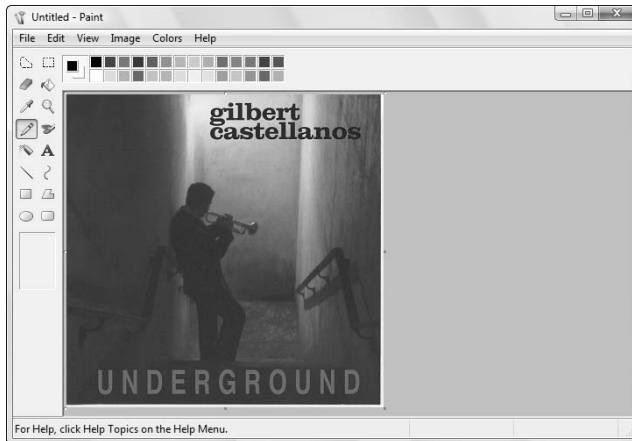 Untitled - Paint
File Edit View Image Colors Help
A
gilbert
castellanos
UNDERGROUND
For Help, click Help Topics on the Help Menu.